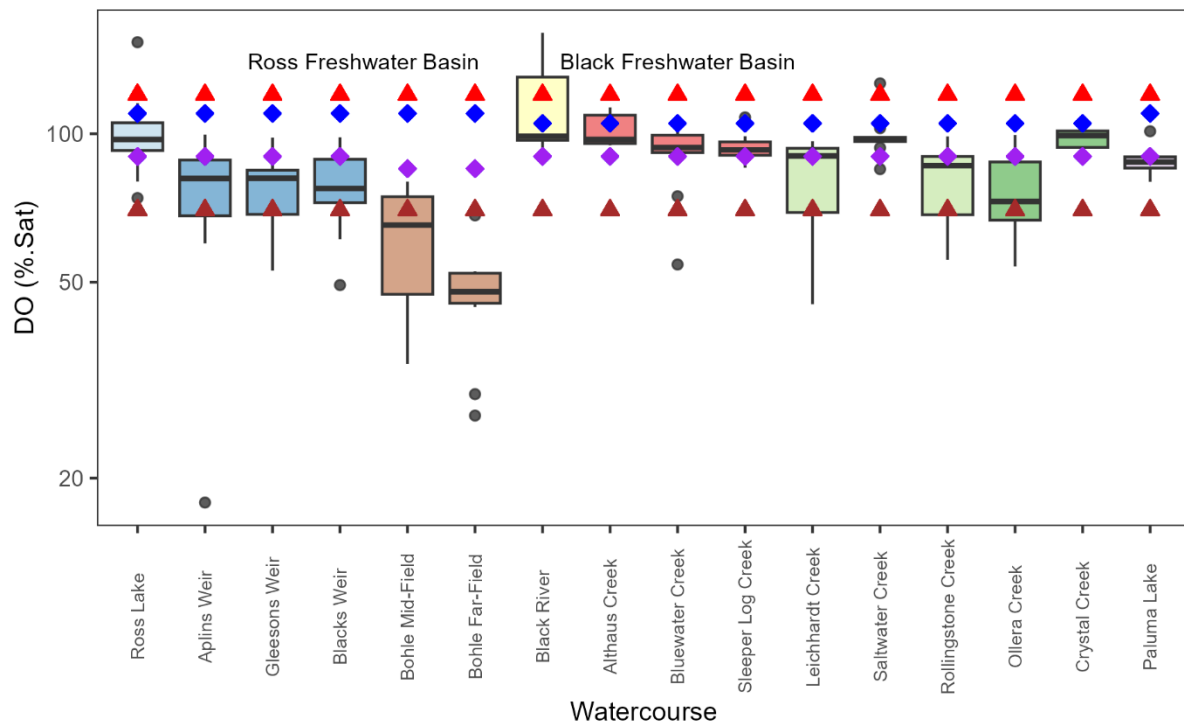 Ross Freshwater Basin
Black Freshwater Basin
DO (%.Sat)
100
50
20
Ross Lake
Aplins Weir
Gleesons Weir
Blacks Weir
Bohle Mid-Field
Bohle Far-Field
Black River
Althaus Creek
Bluewater Creek
Sleeper Log Creek
Leichhardt Creek
Saltwater Creek
Rollingstone Creek
Ollera Creek
Crystal Creek
Paluma Lake
Watercourse